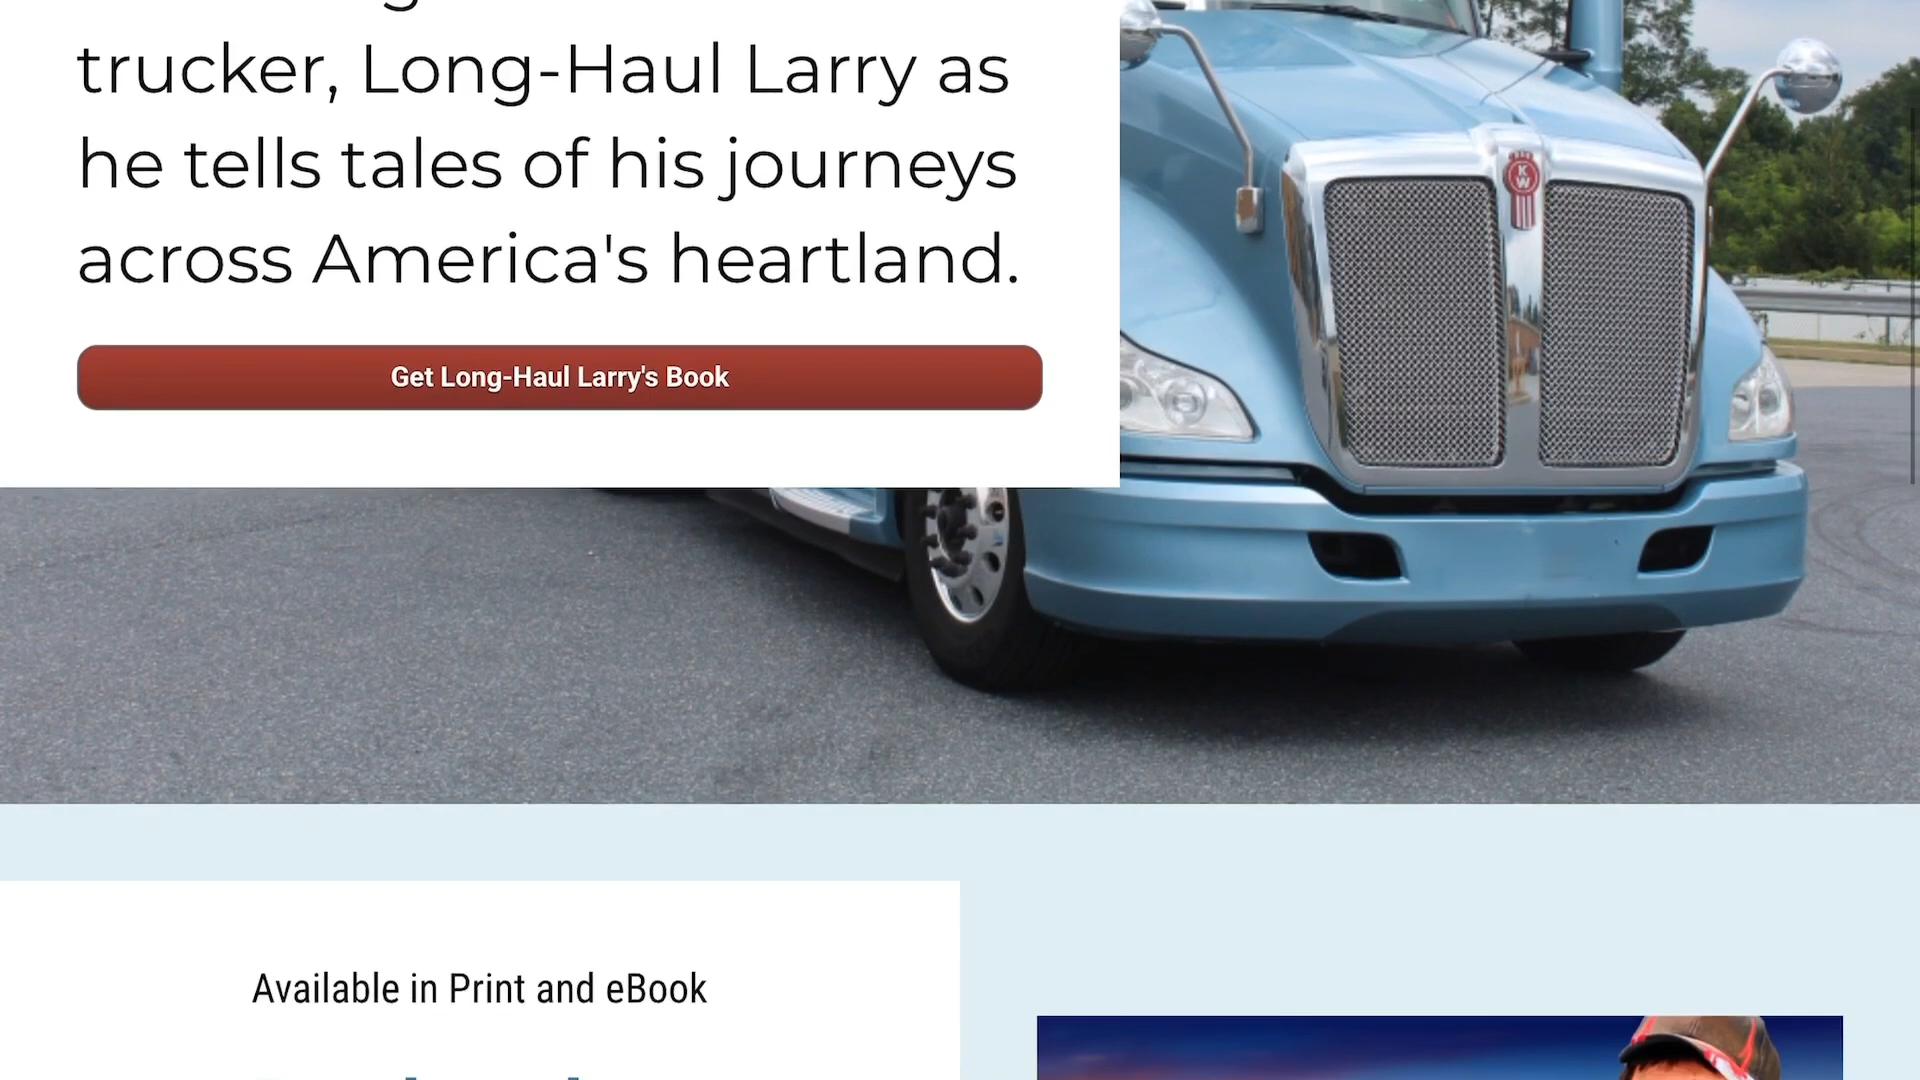 trucker, Long-Haul Larry as
he tells tales of his journeys
across America's heartland.
Get Long-Haul Larry's Book
KW
Available in Print and eBook